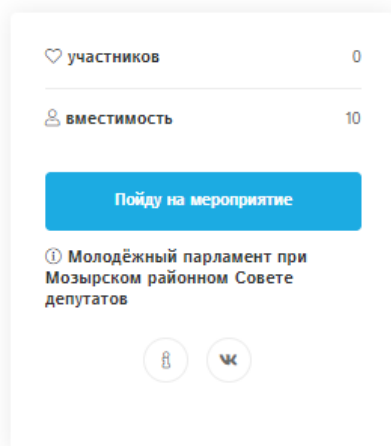 участников 0
вместимость 10
Пойду на мероприятие
Молодёжный парламент при
Мозырском районном Совете
депутатов